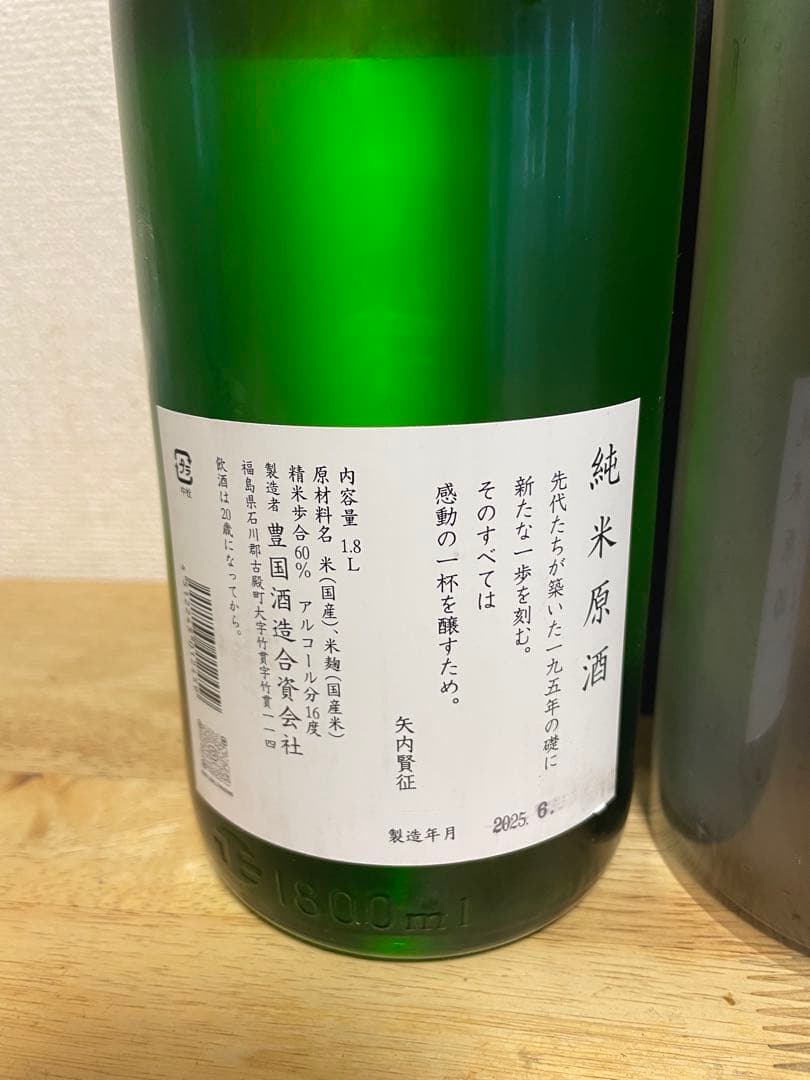 純米原酒
先代たちが築いた一九五年の礎に
新たな一歩を刻む。
そのすべては
感動の一杯を醸すため。
矢内賢征
製造年月 2025. 6.
内容量 1.8L
原材料名 米(国産)、米麹(国産米)
精米歩合60% アルコール分16度
製造者 豊国酒造合資会社
福島県石川郡古殿町大字竹貫字竹貫一一四
飲酒は20歳になってから。
中栓
1800ml